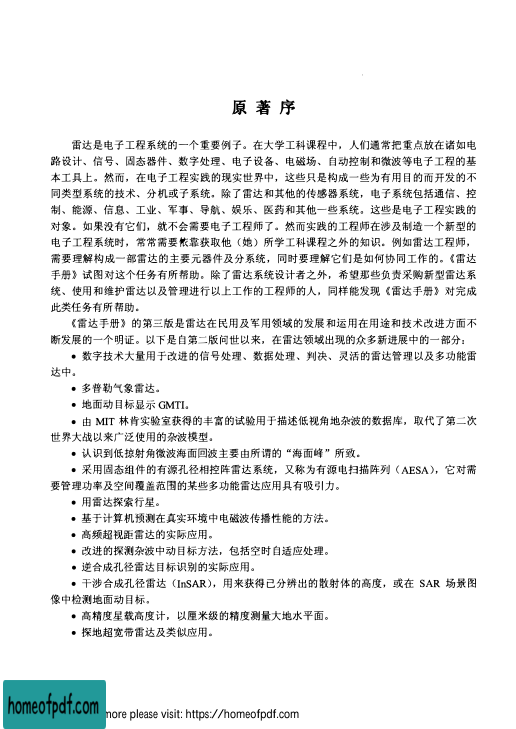 原 著 序
雷达是电子工程系统的一个重要例子。在大学工科课程中，人们通常把重点放在诸如电
路设计、信号、固态器件、数字处理、电子设备、电磁场、自动控制和微波等电子工程的基
本工具上。然而，在电子工程实践的现实世界中，这些只是构成一些为有用目的而开发的不
同类型系统的技术、分机或子系统。除了雷达和其他的传感器系统，电子系统包括通信、控
制、能源、信息、工业、军事、导航、娱乐、医药和其他一些系统。这些是电子工程实践的
对象。如果没有它们，就不会需要电子工程师了。然而实践的工程师在涉及制造一个新型的
电子工程系统时，常常需要依靠获取他（她）所学工科课程之外的知识。例如雷达工程师，
需要理解构成一部雷达的主要元器件及分系统，同时要理解它们是如何协同工作的。《雷达
手册》试图对这个任务有所帮助。除了雷达系统设计者之外，希望那些负责采购新型雷达系
统、使用和维护雷达以及管理进行以上工作的工程师的人，同样能发现《雷达手册》对完成
此类任务有所帮助。
《雷达手册》的第三版是雷达在民用及军用领域的发展和运用在用途和技术改进方面不
断发展的一个明证。以下是自第二版问世以来，在雷达领域出现的众多新进展中的一部分：
● 数字技术大量用于改进的信号处理、数据处理、判决、灵活的雷达管理以及多功能雷
达中。
● 多普勒气象雷达。
● 地面动目标显示 GMTI。
● 由 MIT 林肯实验室获得的丰富的试验用于描述低视角地杂波的数据库，取代了第二次
世界大战以来广泛使用的杂波模型。
● 认识到低掠射角微波海面回波主要由所谓的“海面峰”所致。
● 采用固态组件的有源孔径相控阵雷达系统，又称为有源电扫描阵列（AESA），它对需
要管理功率及空间覆盖范围的某些多功能雷达应用具有吸引力。
● 用雷达探索行星。
● 基于计算机预测在真实环境中电磁波传播性能的方法。
● 高频超视距雷达的实际应用。
● 改进的探测杂波中动目标方法，包括空时自适应处理。
● 逆合成孔径雷达目标识别的实际应用。
● 干涉合成孔径雷达（InSAR），用来获得已分辨出的散射体的高度，或在 SAR 场景图
像中检测地面动目标。
● 高精度星载高度计，以厘米级的精度测量大地水平面。
● 探地超宽带雷达及类似应用。
homeofpdf.com
more please visit: https://homeofpdf.com